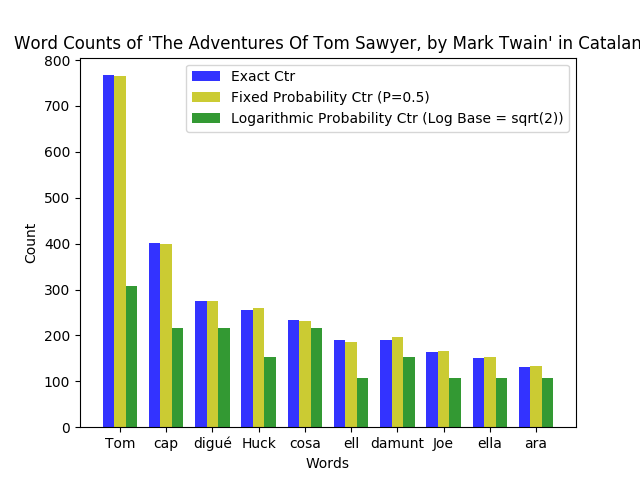 Word Counts of 'The Adventures Of Tom Sawyer, by Mark Twain' in Catalan
800
700
600
500
400
300
200
100
0
Count
Exact Ctr
Fixed Probability Ctr (P=0.5)
Logarithmic Probability Ctr (Log Base = sqrt(2))
Tom cap digué Huck cosa ell damunt Joe ella ara
Words